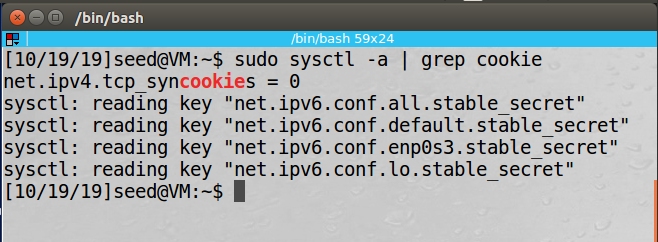 /bin/bash
/bin/bash 59x24
[10/19/19]seed@VM:~$ sudo sysctl -a | grep cookie
net.ipv4.tcp_syncookies = 0
sysctl: reading key "net.ipv6.conf.all.stable_secret"
sysctl: reading key "net.ipv6.conf.default.stable_secret"
sysctl: reading key "net.ipv6.conf.enp0s3.stable_secret"
sysctl: reading key "net.ipv6.conf.lo.stable_secret"
[10/19/19]seed@VM:~$